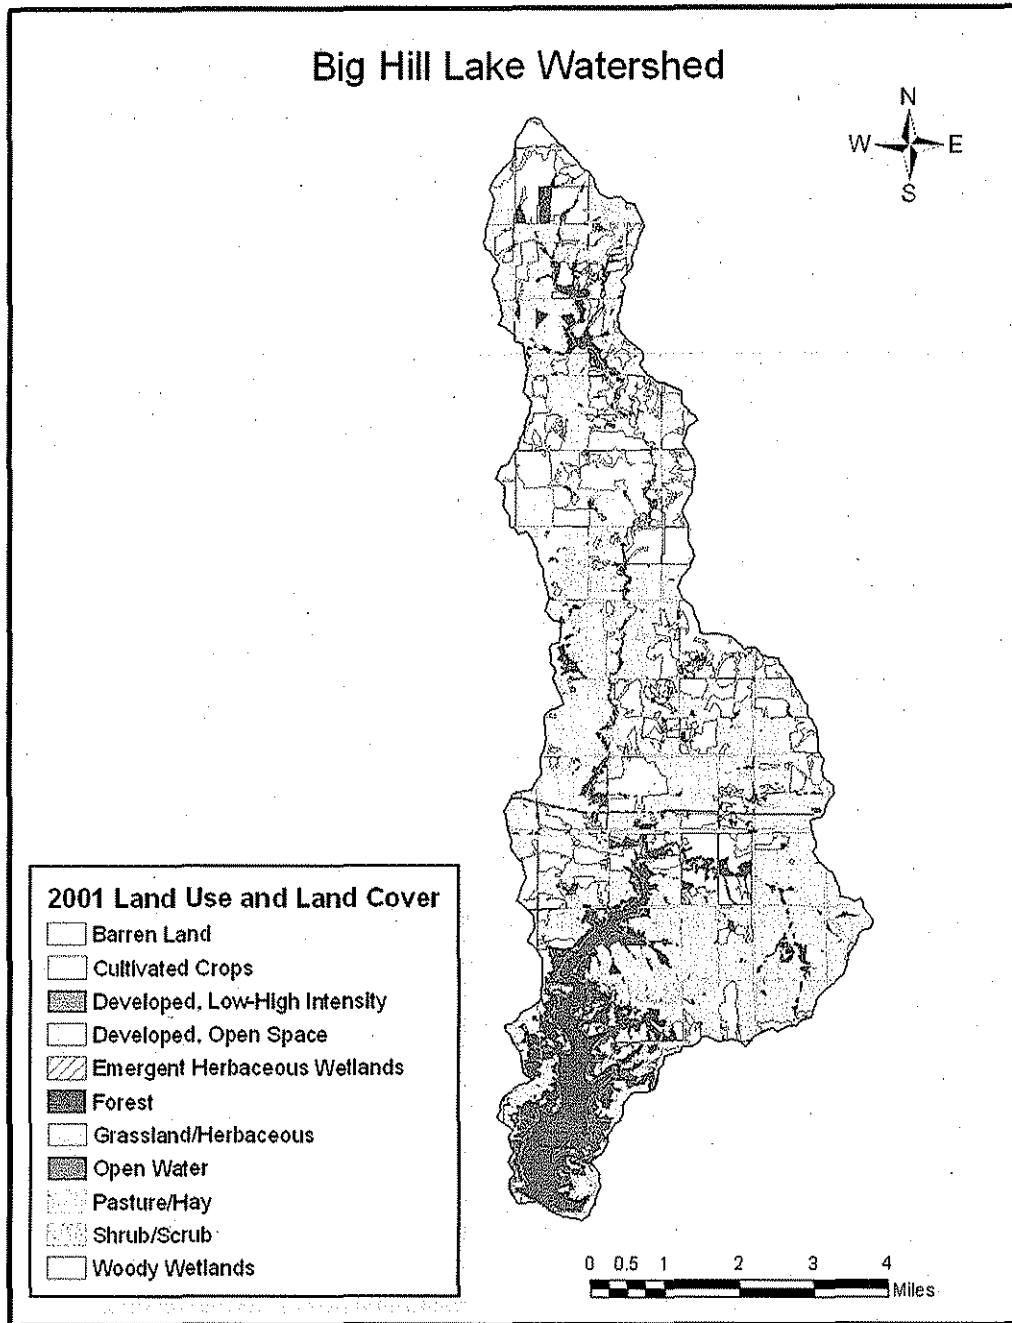 Big Hill Lake Watershed
N
W E
S
2001 Land Use and Land Cover
Barren Land
Cultivated Crops
Developed, Low-High Intensity
Developed, Open Space
Emergent Herbaceous Wetlands
Forest
Grassland/Herbaceous
Open Water
Pasture/Hay
Shrub/Scrub
Woody Wetlands
0 0.5 1 2 3 4
Miles